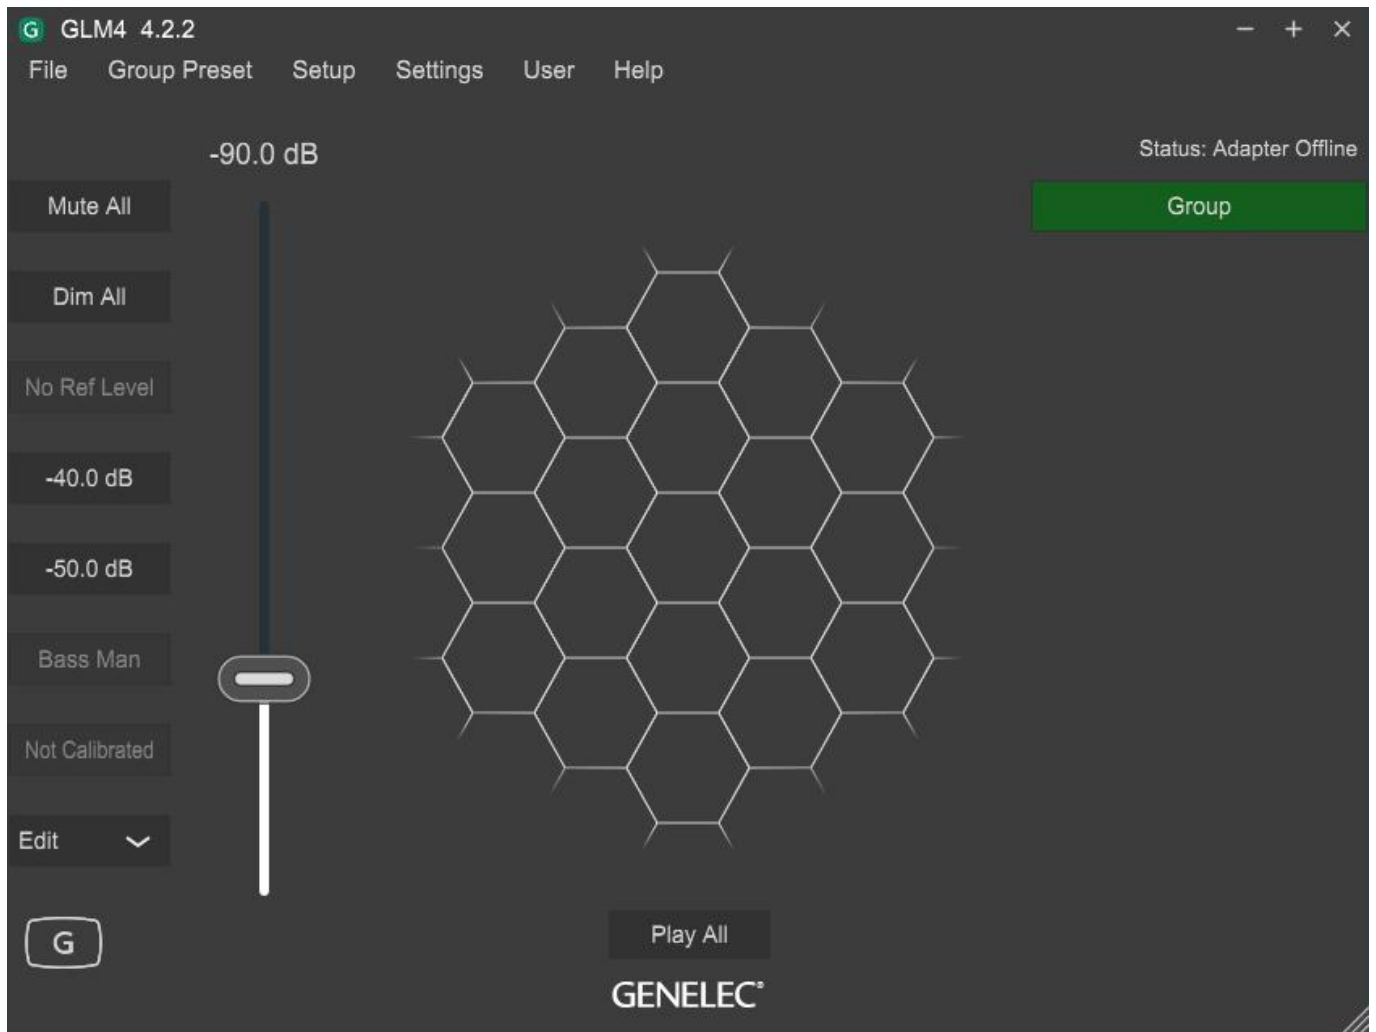 G GLM4 4.2.2
File Group Preset Setup Settings User Help
-90.0 dB
Status: Adapter Offline
Mute All
Group
Dim All
No Ref Level
-40.0 dB
-50.0 dB
Bass Man
Not Calibrated
Edit
G
Play All
GENELEC®